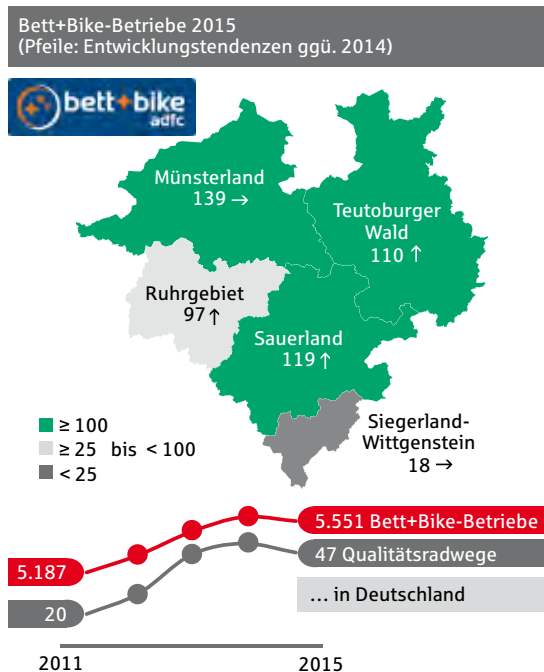 Bett+Bike-Betriebe 2015
(Pfeile: Entwicklungstendenzen ggü. 2014)
bett+bike
adfc
Münsterland
139 →
Teutoburger
Wald
110 ↑
Ruhrgebiet
97 ↑
Sauerland
119 ↑
Siegerland-
Wittgenstein
18 →
≥ 100
≥ 25 bis < 100
< 25
5.551 Bett+Bike-Betriebe
5.187
47 Qualitätsradwege
20
... in Deutschland
2011 2015